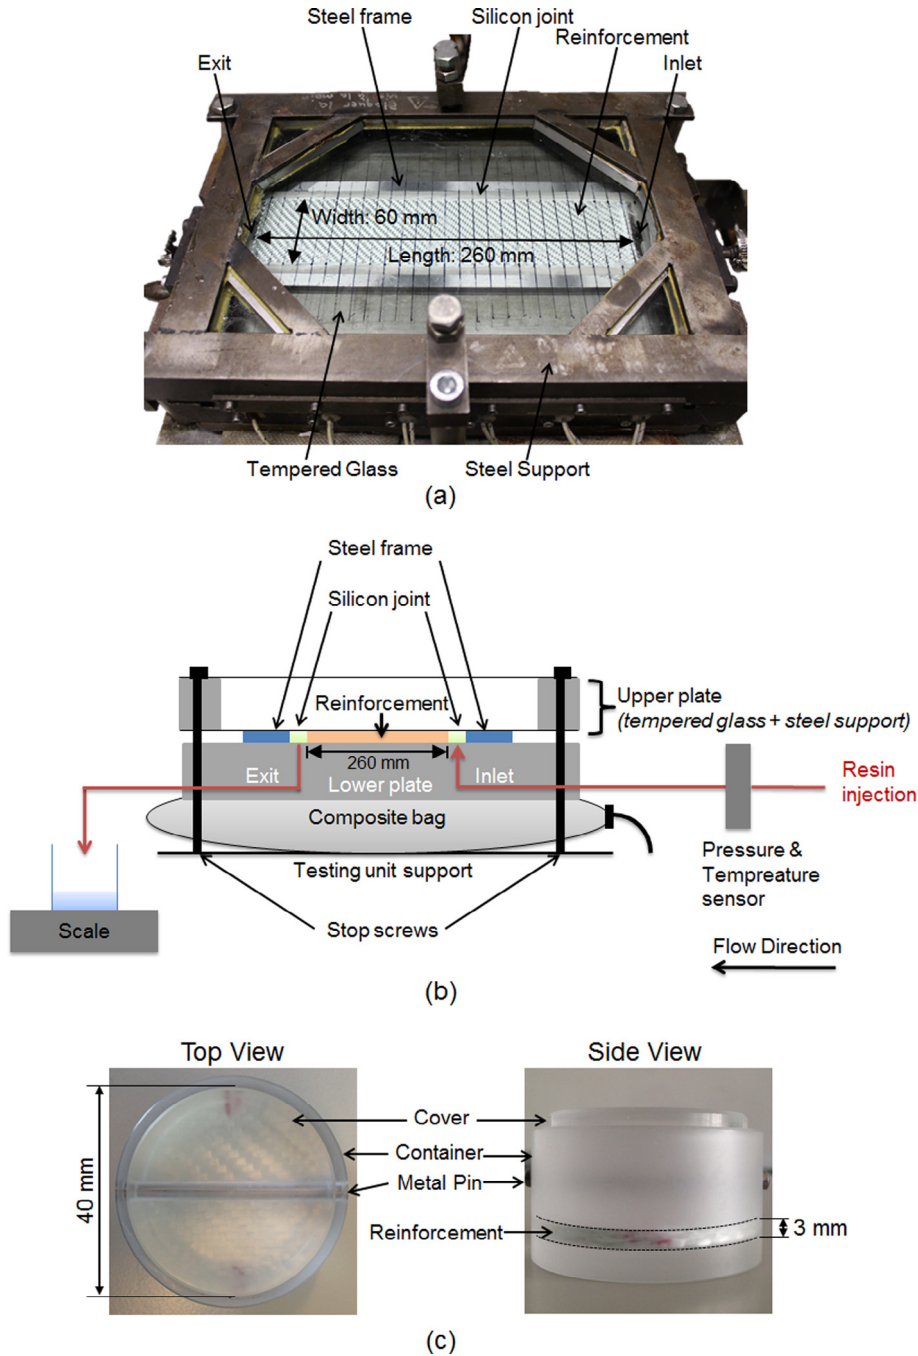 Steel frame
Silicon joint
Reinforcement
Exit
Inlet
Width: 60 mm
Length: 260 mm
Tempered Glass
Steel Support
(a)
Steel frame
Silicon joint
Reinforcement
Upper plate
(tempered glass + steel support)
260 mm
Exit
Lower plate
Inlet
Resin
injection
Composite bag
Testing unit support
Pressure &
Tempreature
sensor
Scale
Stop screws
Flow Direction
(b)
Top View
Side View
Cover
Container
Metal Pin
40 mm
Reinforcement
3 mm
(c)